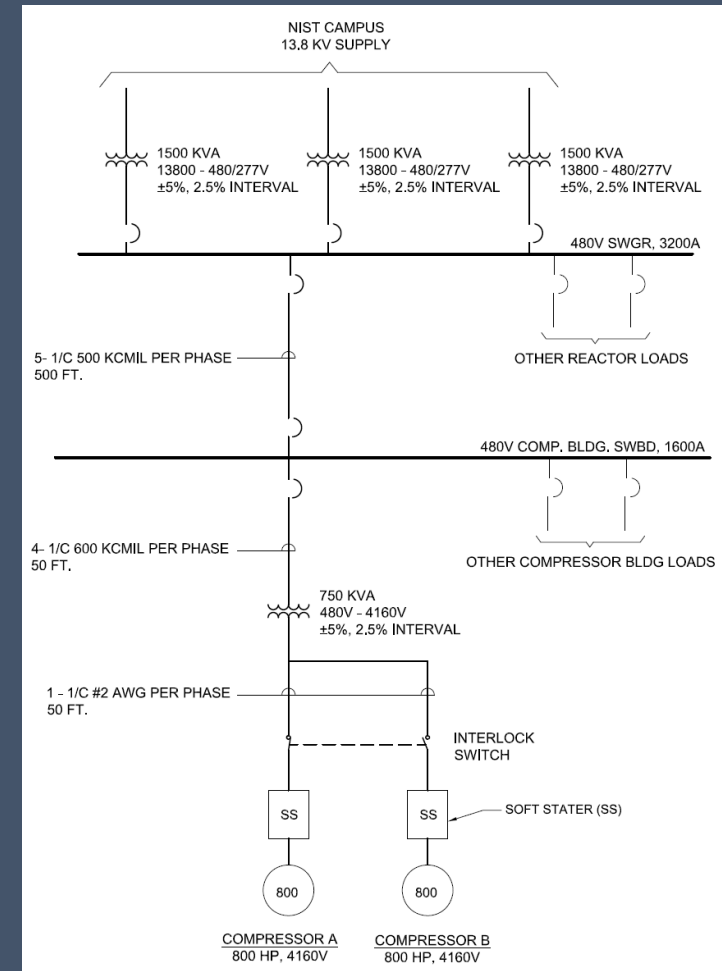 NIST CAMPUS
13.8 KV SUPPLY
1500 KVA
13800 - 480/277V
±5%, 2.5% INTERVAL
1500 KVA
13800 - 480/277V
±5%, 2.5% INTERVAL
1500 KVA
13800 - 480/277V
±5%, 2.5% INTERVAL
480V SWGR, 3200A
5- 1/C 500 KCMIL PER PHASE
500 FT.
OTHER REACTOR LOADS
480V COMP. BLDG. SWBD, 1600A
4- 1/C 600 KCMIL PER PHASE
50 FT.
OTHER COMPRESSOR BLDG LOADS
750 KVA
480V - 4160V
±5%, 2.5% INTERVAL
1 - 1/C #2 AWG PER PHASE
50 FT.
INTERLOCK
SWITCH
SS
SS
SOFT STATER (SS)
800
800
COMPRESSOR A
800 HP, 4160V
COMPRESSOR B
800 HP, 4160V